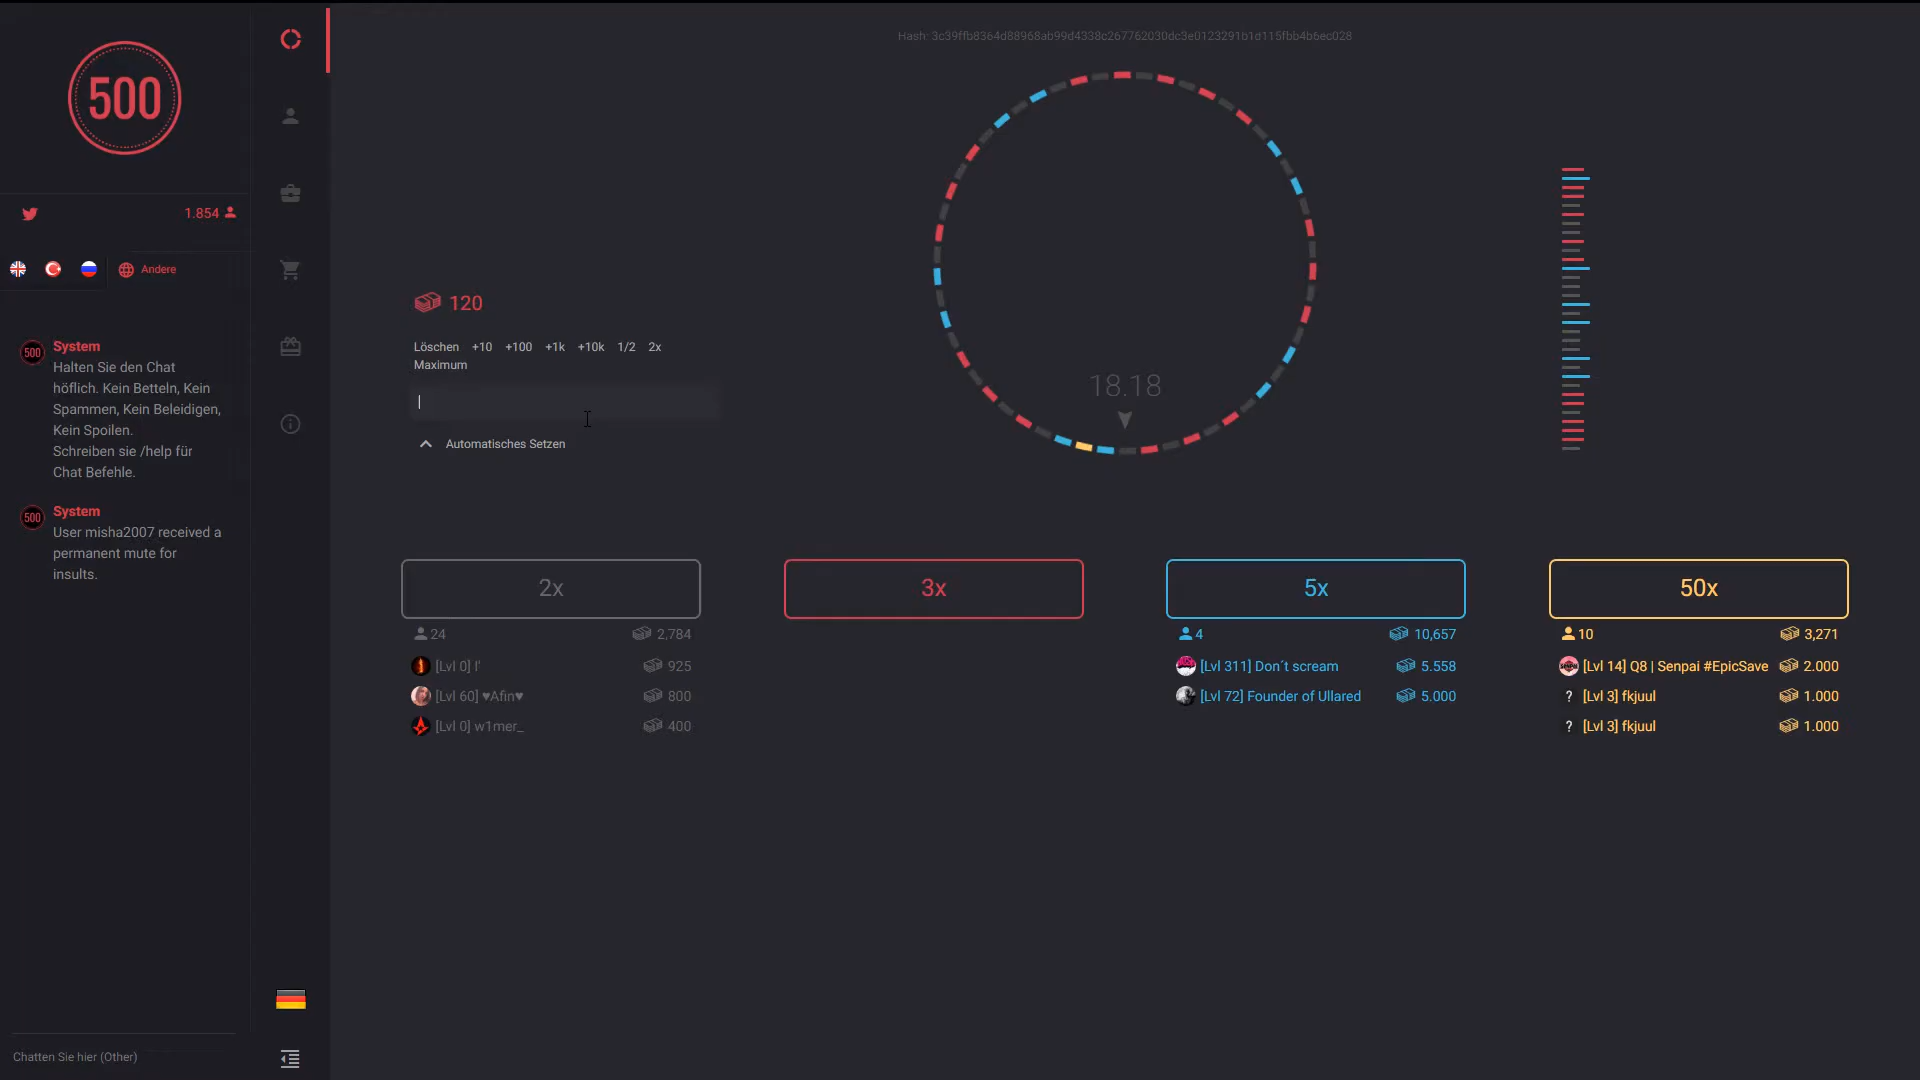 500
1.854
Andere
500
System
Halten Sie den Chat
höflich. Kein Betteln, Kein
Spammen, Kein Beleidigen,
Kein Spoilen.
Schreiben sie /help für
Chat Befehle.
500
System
User misha2007 received a
permanent mute for
insults.
Chatten Sie hier (Other)
Hash: 3c39ffb8364d88968ab99d4338c267762030dc3e0123291b1d115fbb4b6ec028
120
Löschen +10 +100 +1k +10k 1/2 2x
Maximum
Automatisches Setzen
18.18
2x
24 2,784
[Lvl 0] I' 925
[Lvl 60] ♥Afin♥ 800
[Lvl 0] w1mer_ 400
3x
5x
4 10,657
[Lvl 311] Don´t scream 5.558
[Lvl 72] Founder of Ullared 5.000
50x
10 3,271
[Lvl 14] Q8 | Senpai #EpicSave 2.000
? [Lvl 3] fkjuul 1.000
? [Lvl 3] fkjuul 1.000